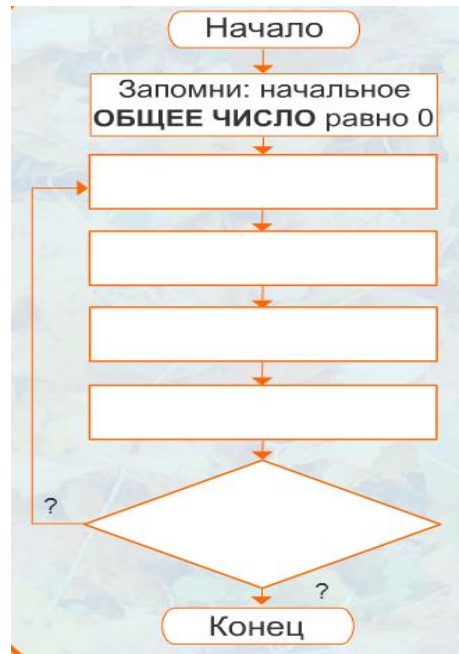 Начало
Запомни: начальное
ОБЩЕЕ ЧИСЛО равно 0
?
?
Конец